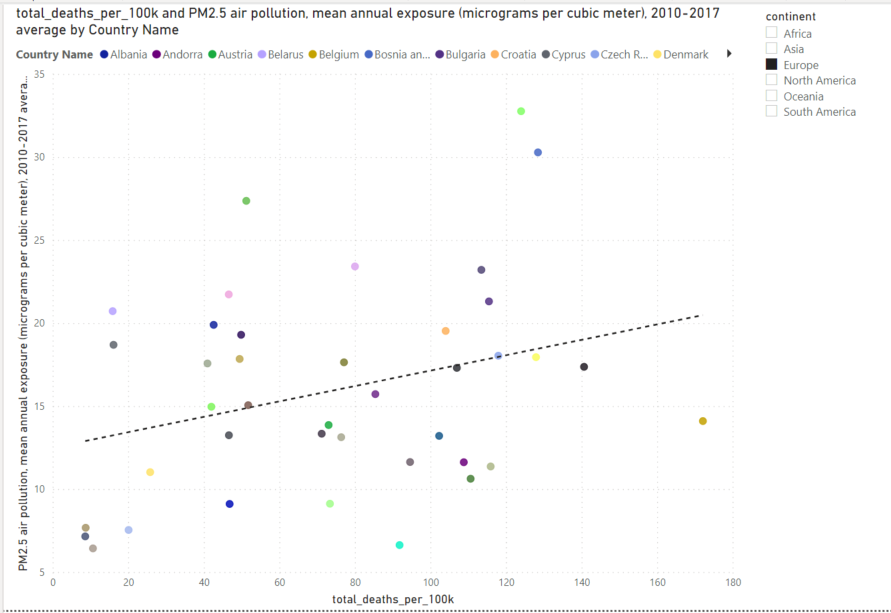 total_deaths_per_100k and PM2.5 air pollution, mean annual exposure (micrograms per cubic meter), 2010-2017
average by Country Name
Country Name Albania Andorra Austria Belarus Belgium Bosnia an... Bulgaria Croatia Cyprus Czech R... Denmark
PM2.5 air pollution, mean annual exposure (micrograms per cubic meter), 2010-2017 avera...
35
30
25
20
15
10
5
0 20 40 60 80 100 120 140 160 180
total_deaths_per_100k
continent
Africa
Asia
Europe
North America
Oceania
South America